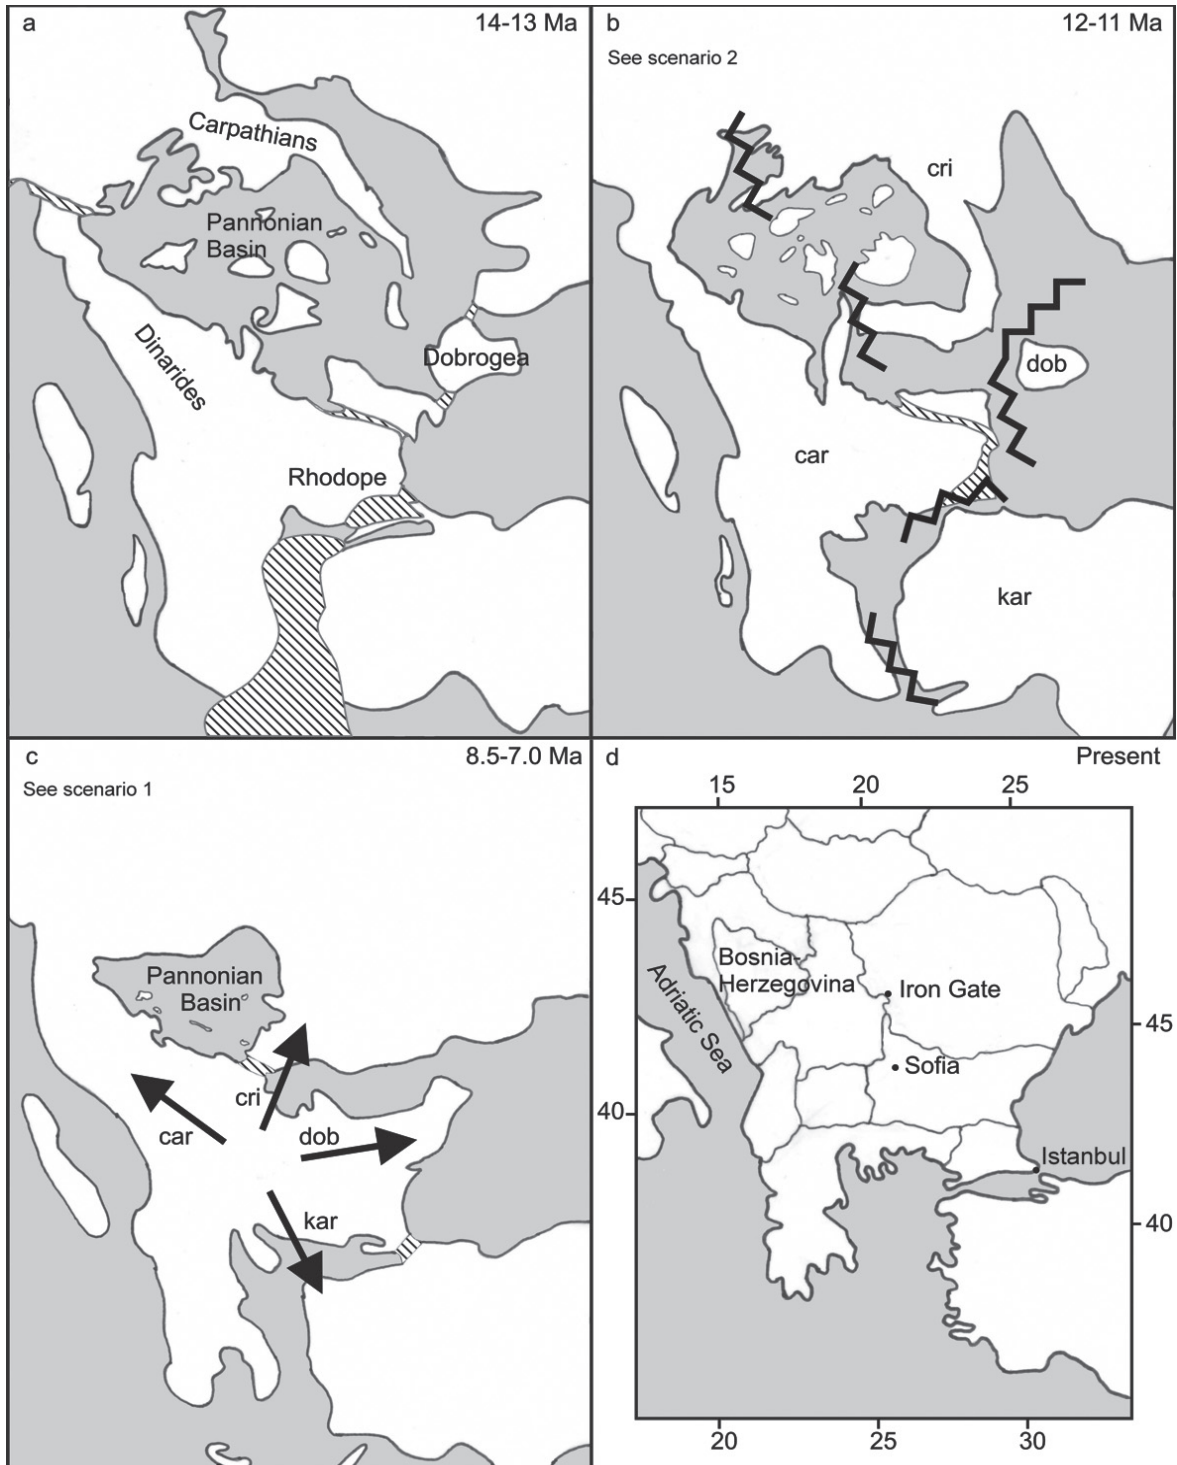 a
14-13 Ma
Carpathians
Pannonian
Basin
Dinarides
Dobrogea
Rhodope
b
12-11 Ma
See scenario 2
cri
dob
car
kar
c
8.5-7.0 Ma
See scenario 1
Pannonian
Basin
cri
car
dob
kar
d
Present
15
20
25
45
Bosnia-
Herzegovina
Adriatic Sea
Iron Gate
45
Sofia
40
Istanbul
40
20
25
30